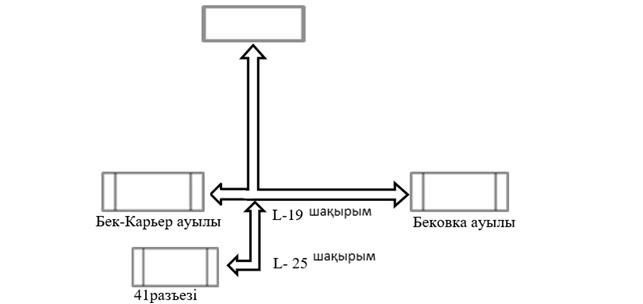 Бек-Карьер ауылы
L-19 шақырым
Бековка ауылы
L- 25 шақырым
41разъезі